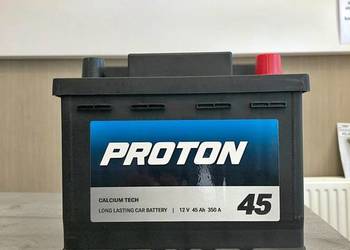 PROTON
CALCIUM TECH
LONG LASTING CAR BATTERY | 12 V 45 Ah 350 A
45